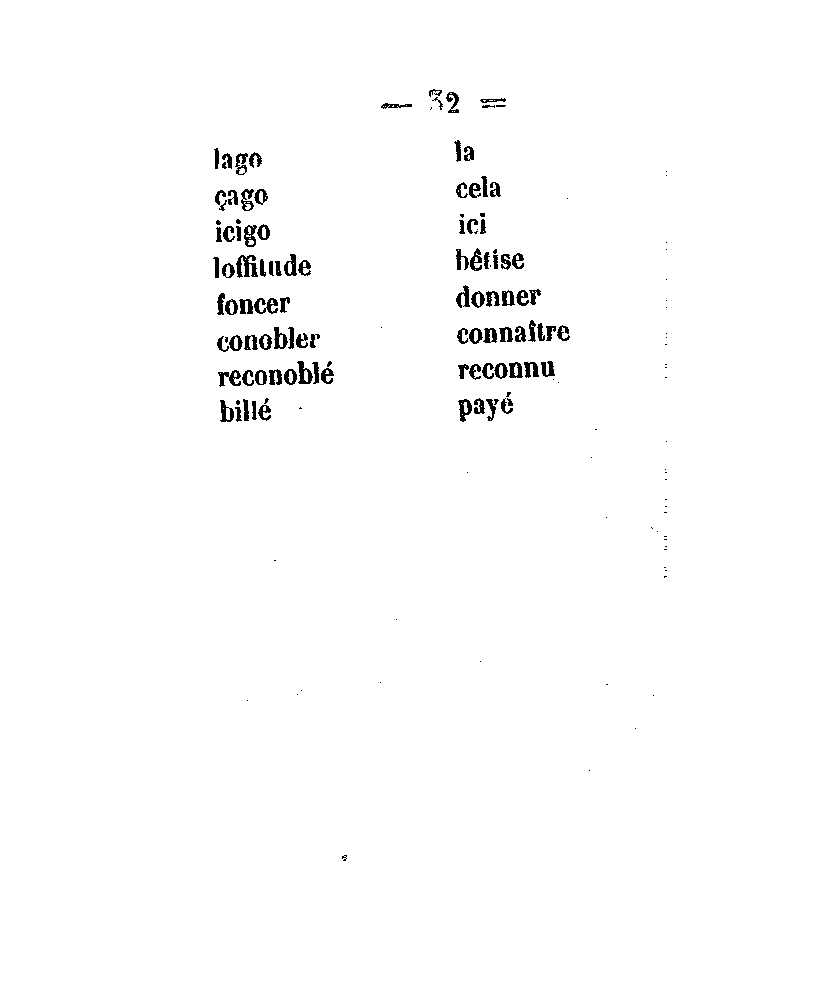 — 32 =
lago la
çago cela
icigo ici
loffitude bêtise
foncer donner
conobler connaître
reconoblé reconnu
billé payé